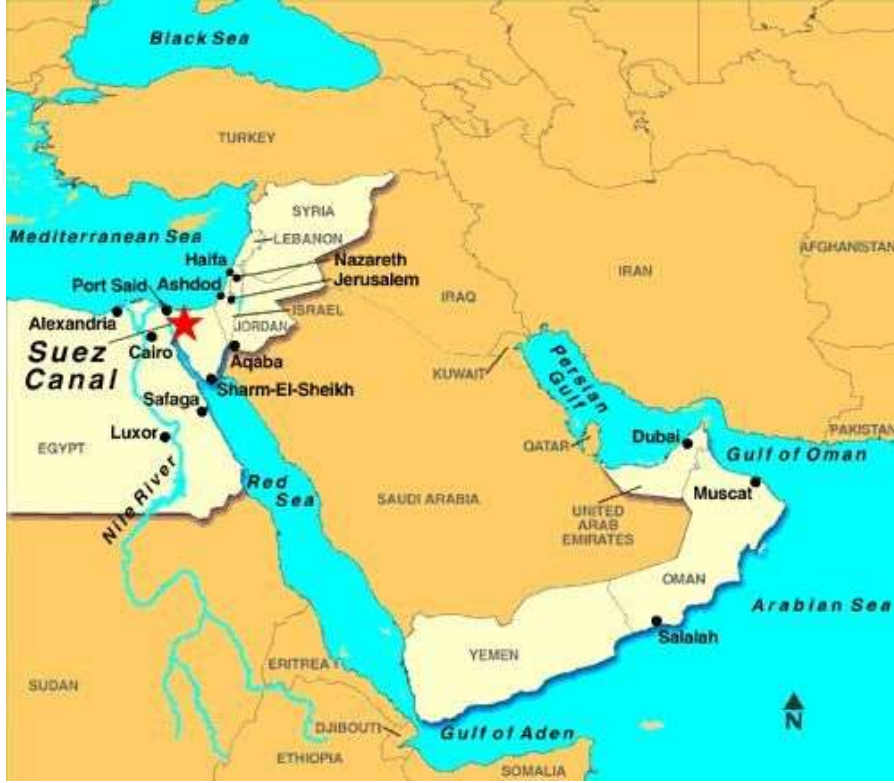 Black Sea
TURKEY
SYRIA
Mediterranean Sea
LEBANON
AFGHANISTAN
Haifa
Nazareth
IRAN
Port Said
Ashdod
Jerusalem
IRAQ
ISRAEL
Alexandria
JORDAN
Suez
Canal
Cairo
Aqaba
KUWAIT
Persian
Gulf
Sharm-El-Sheikh
Safaga
Luxor
EGYPT
QATAR
Dubai
PAKISTAN
Gulf of Oman
Nile River
Red
Sea
SAUDI ARABIA
Muscat
UNITED
ARAB
EMIRATES
OMAN
Arabian Sea
Salalah
YEMEN
ERITREA
SUDAN
N
DJIBOUTI
Gulf of Aden
ETHIOPIA
SOMALIA